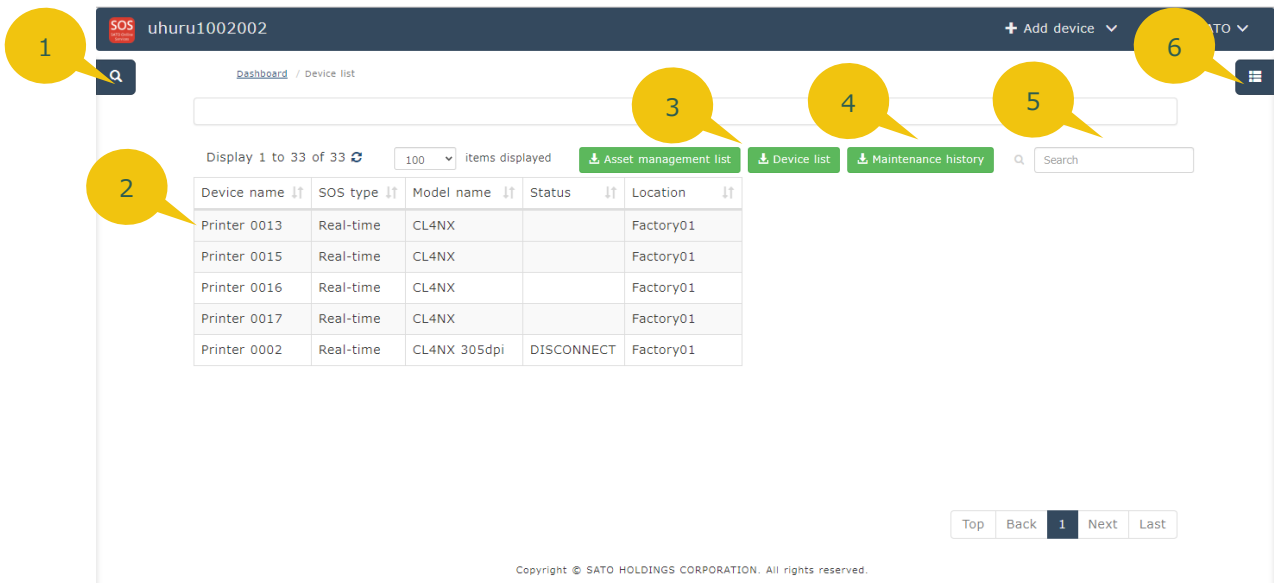 SOS
uhuru1002002
Add device
ATO
1
6
Dashboard / Device list
3
4
5
Display 1 to 33 of 33
100
items displayed
Asset management list
Device list
Maintenance history
Search
2
Device name SOS type Model name Status Location
Printer 0013 Real-time CL4NX Factory01
Printer 0015 Real-time CL4NX Factory01
Printer 0016 Real-time CL4NX Factory01
Printer 0017 Real-time CL4NX Factory01
Printer 0002 Real-time CL4NX 305dpi DISCONNECT Factory01
Top Back 1 Next Last
Copyright © SATO HOLDINGS CORPORATION. All rights reserved.